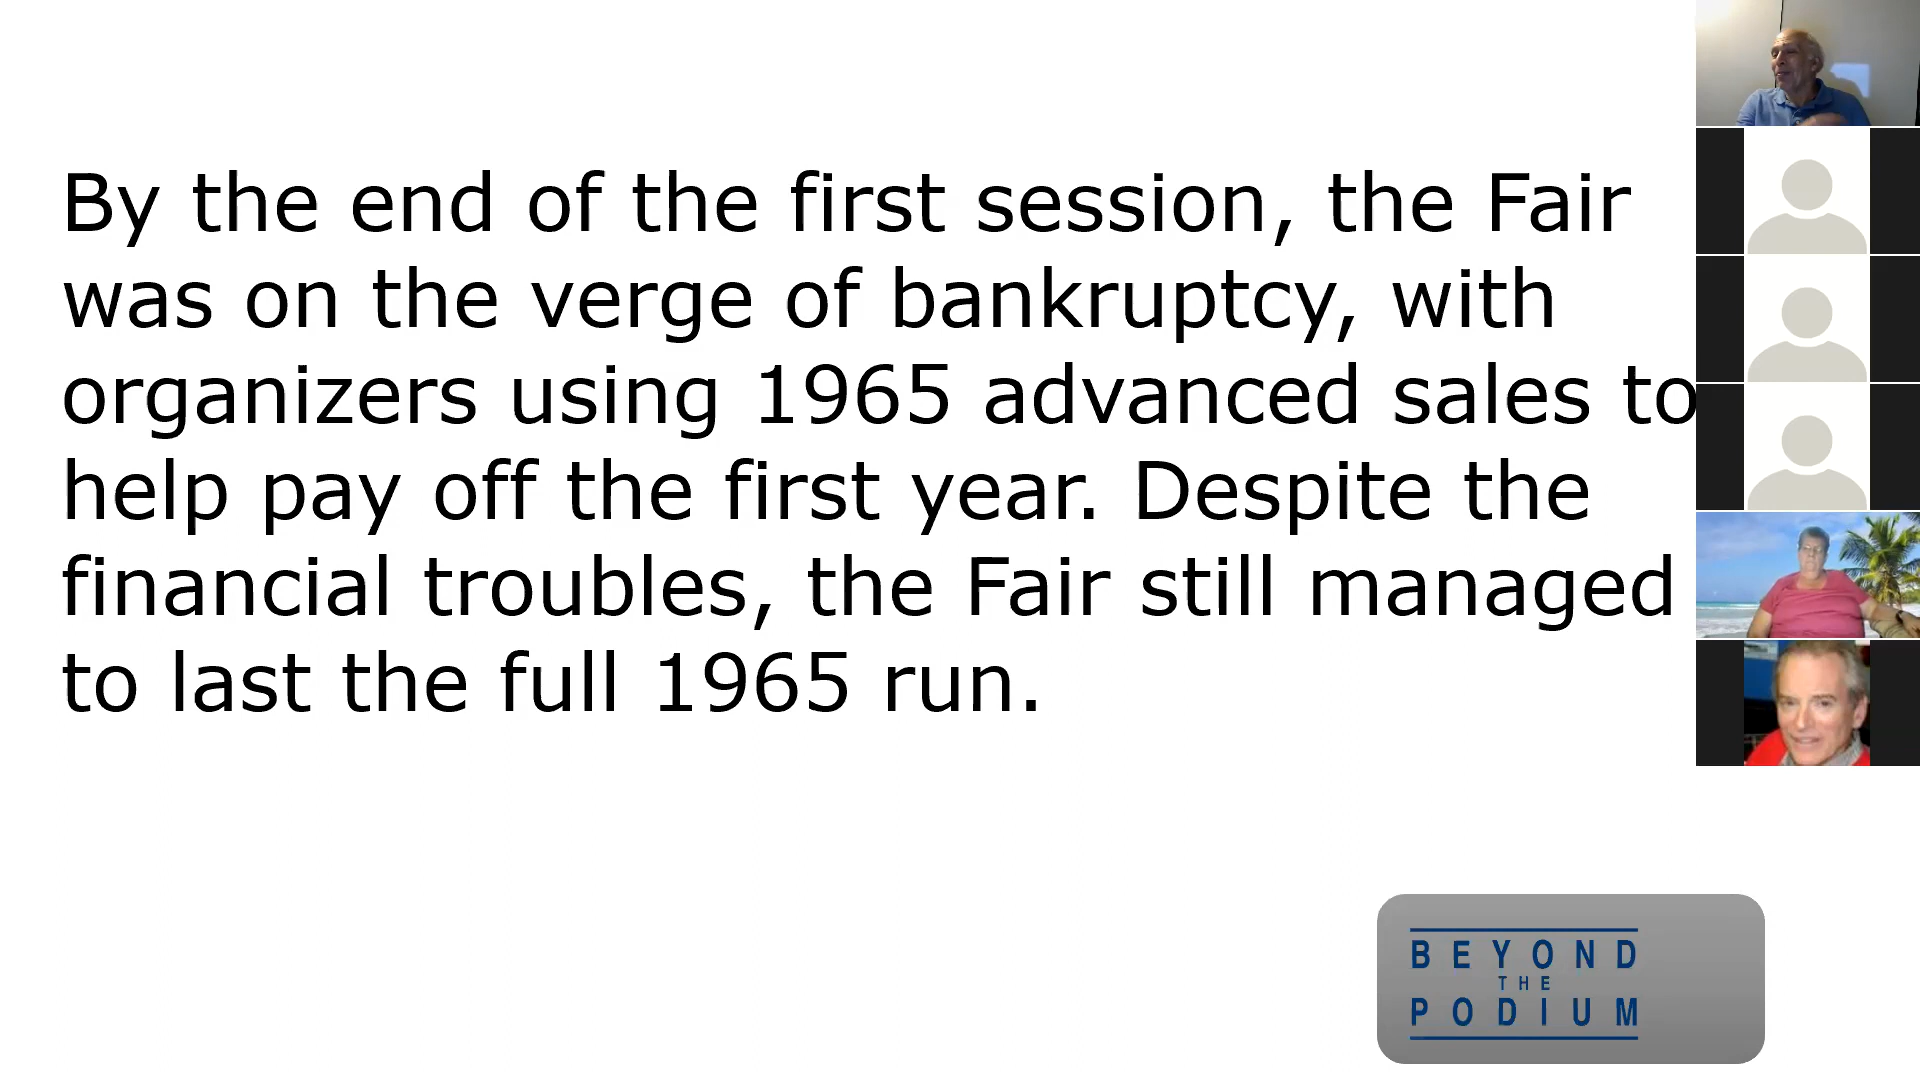 By the end of the first session, the Fair
was on the verge of bankruptcy, with
organizers using 1965 advanced sales to
help pay off the first year. Despite the
financial troubles, the Fair still managed
to last the full 1965 run.
BEYOND
THE
PODIUM